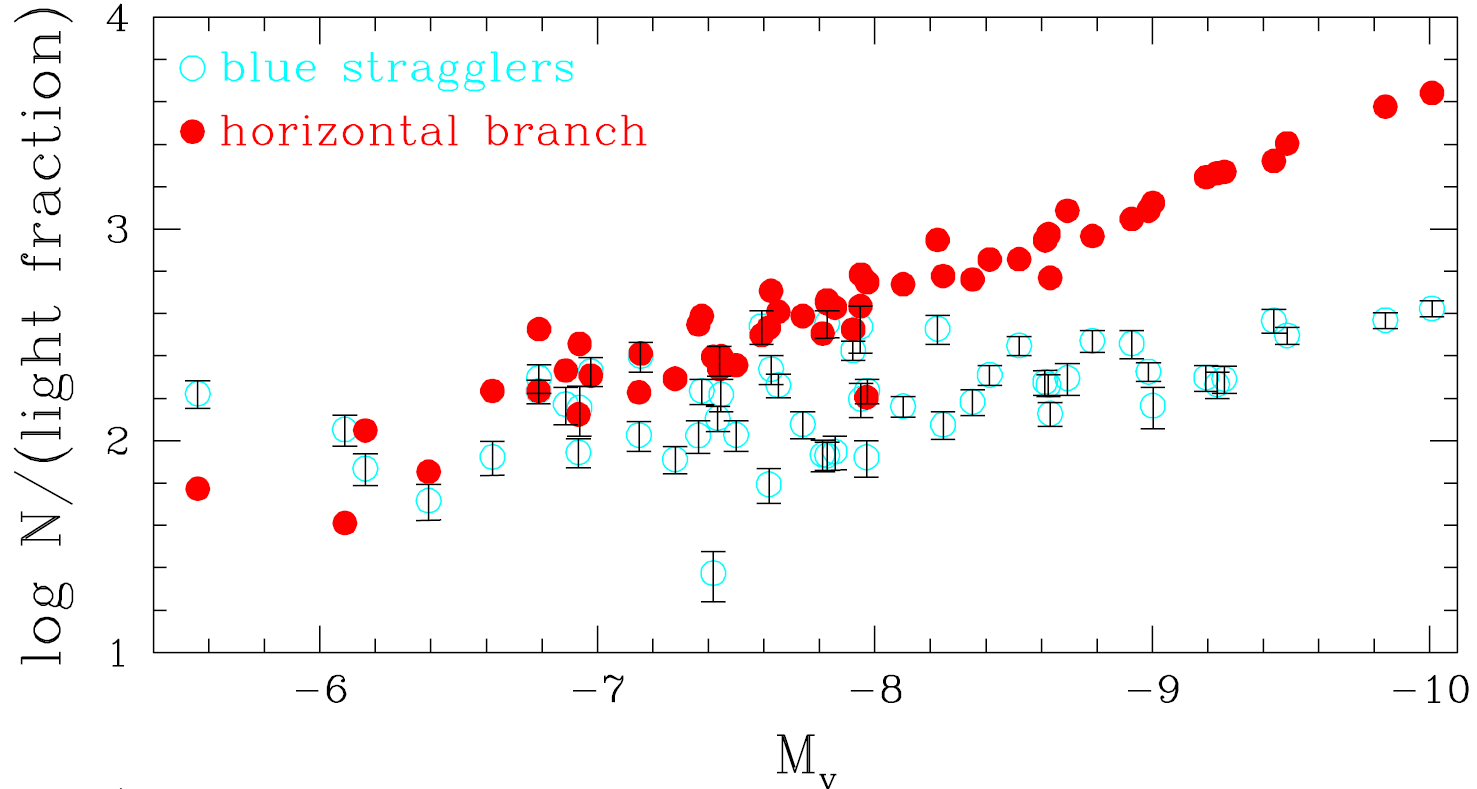 log N/(light fraction)
4
3
2
1
blue stragglers
horizontal branch
−6 −7 −8 −9 −10
Mv